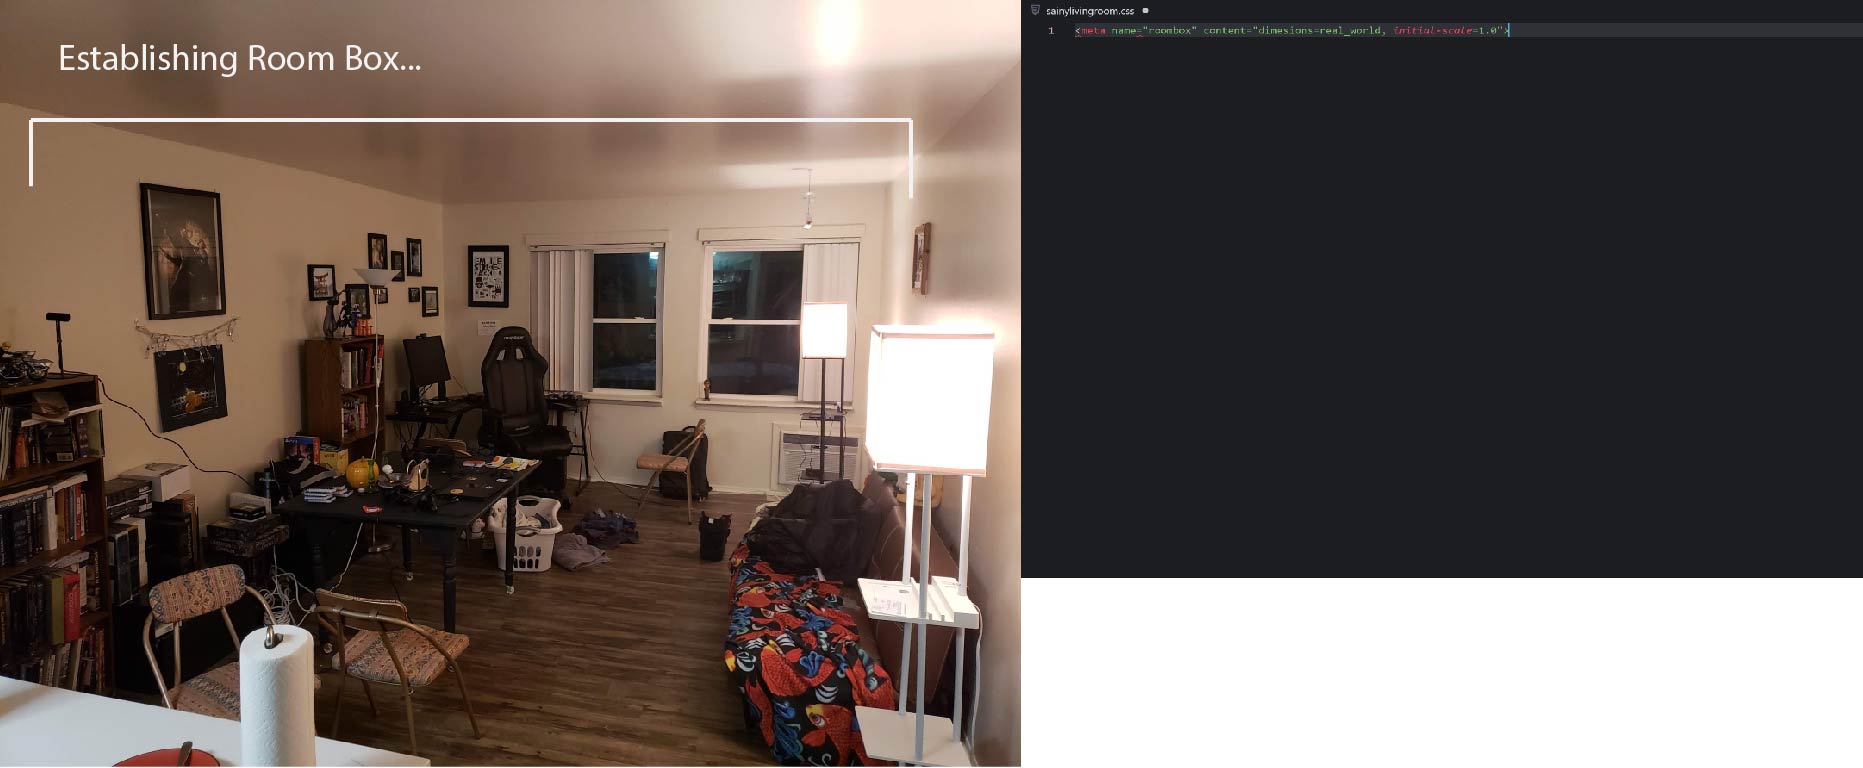 Establishing Room Box...
sainylivingroom.css
1 <meta name="roombox" content="dimesions=real_world, initial-scale=1.0">